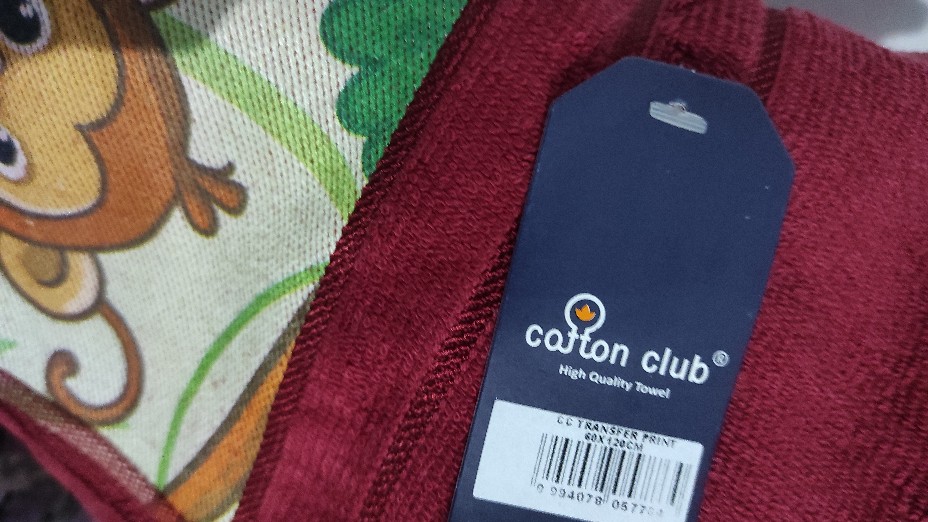 cotton club®
High Quality Towel
CC TRANSFER PRINT
60X120CM